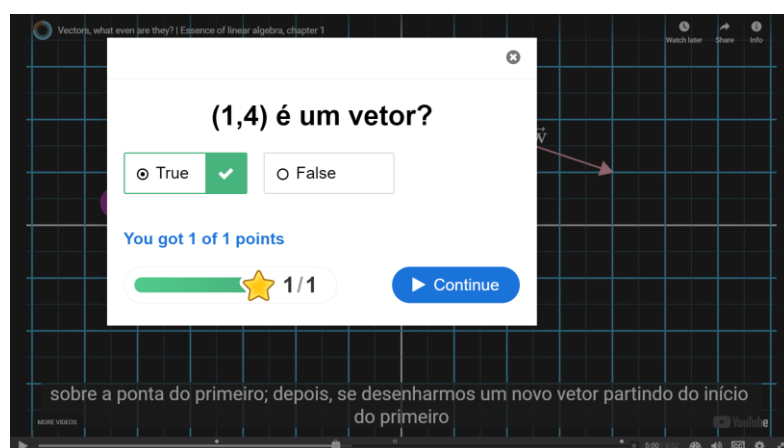 Vectors, what even are they? | Essence of linear algebra, chapter 1
Watch later
Share
Info
(1,4) é um vetor?
True
False
You got 1 of 1 points
1/1
Continue
v
sobre a ponta do primeiro; depois, se desenharmos um novo vetor partindo do início
do primeiro
MORE VIDEOS
YouTube